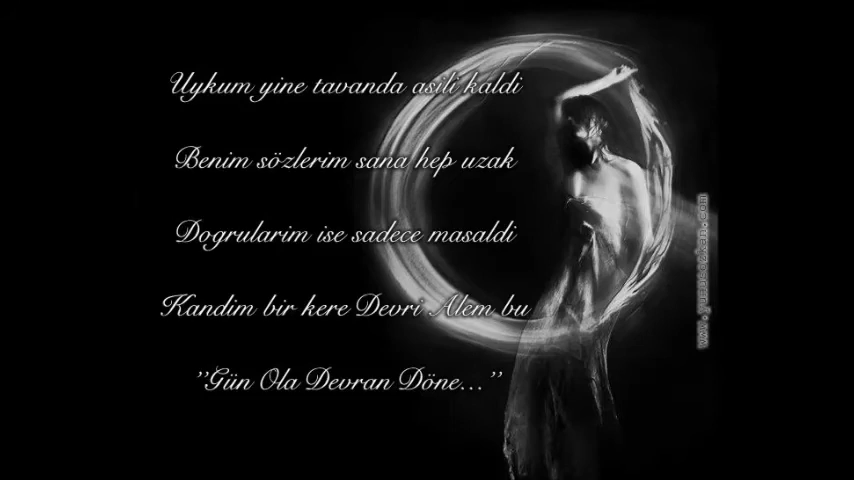 Uykum yine tavanda asili kaldi
Benim sözlerim sana hep uzak
Dogrularim ise sadece masaldi
Kandim bir kere Devri Alem bu
''Gün Ola Devran Döne...''